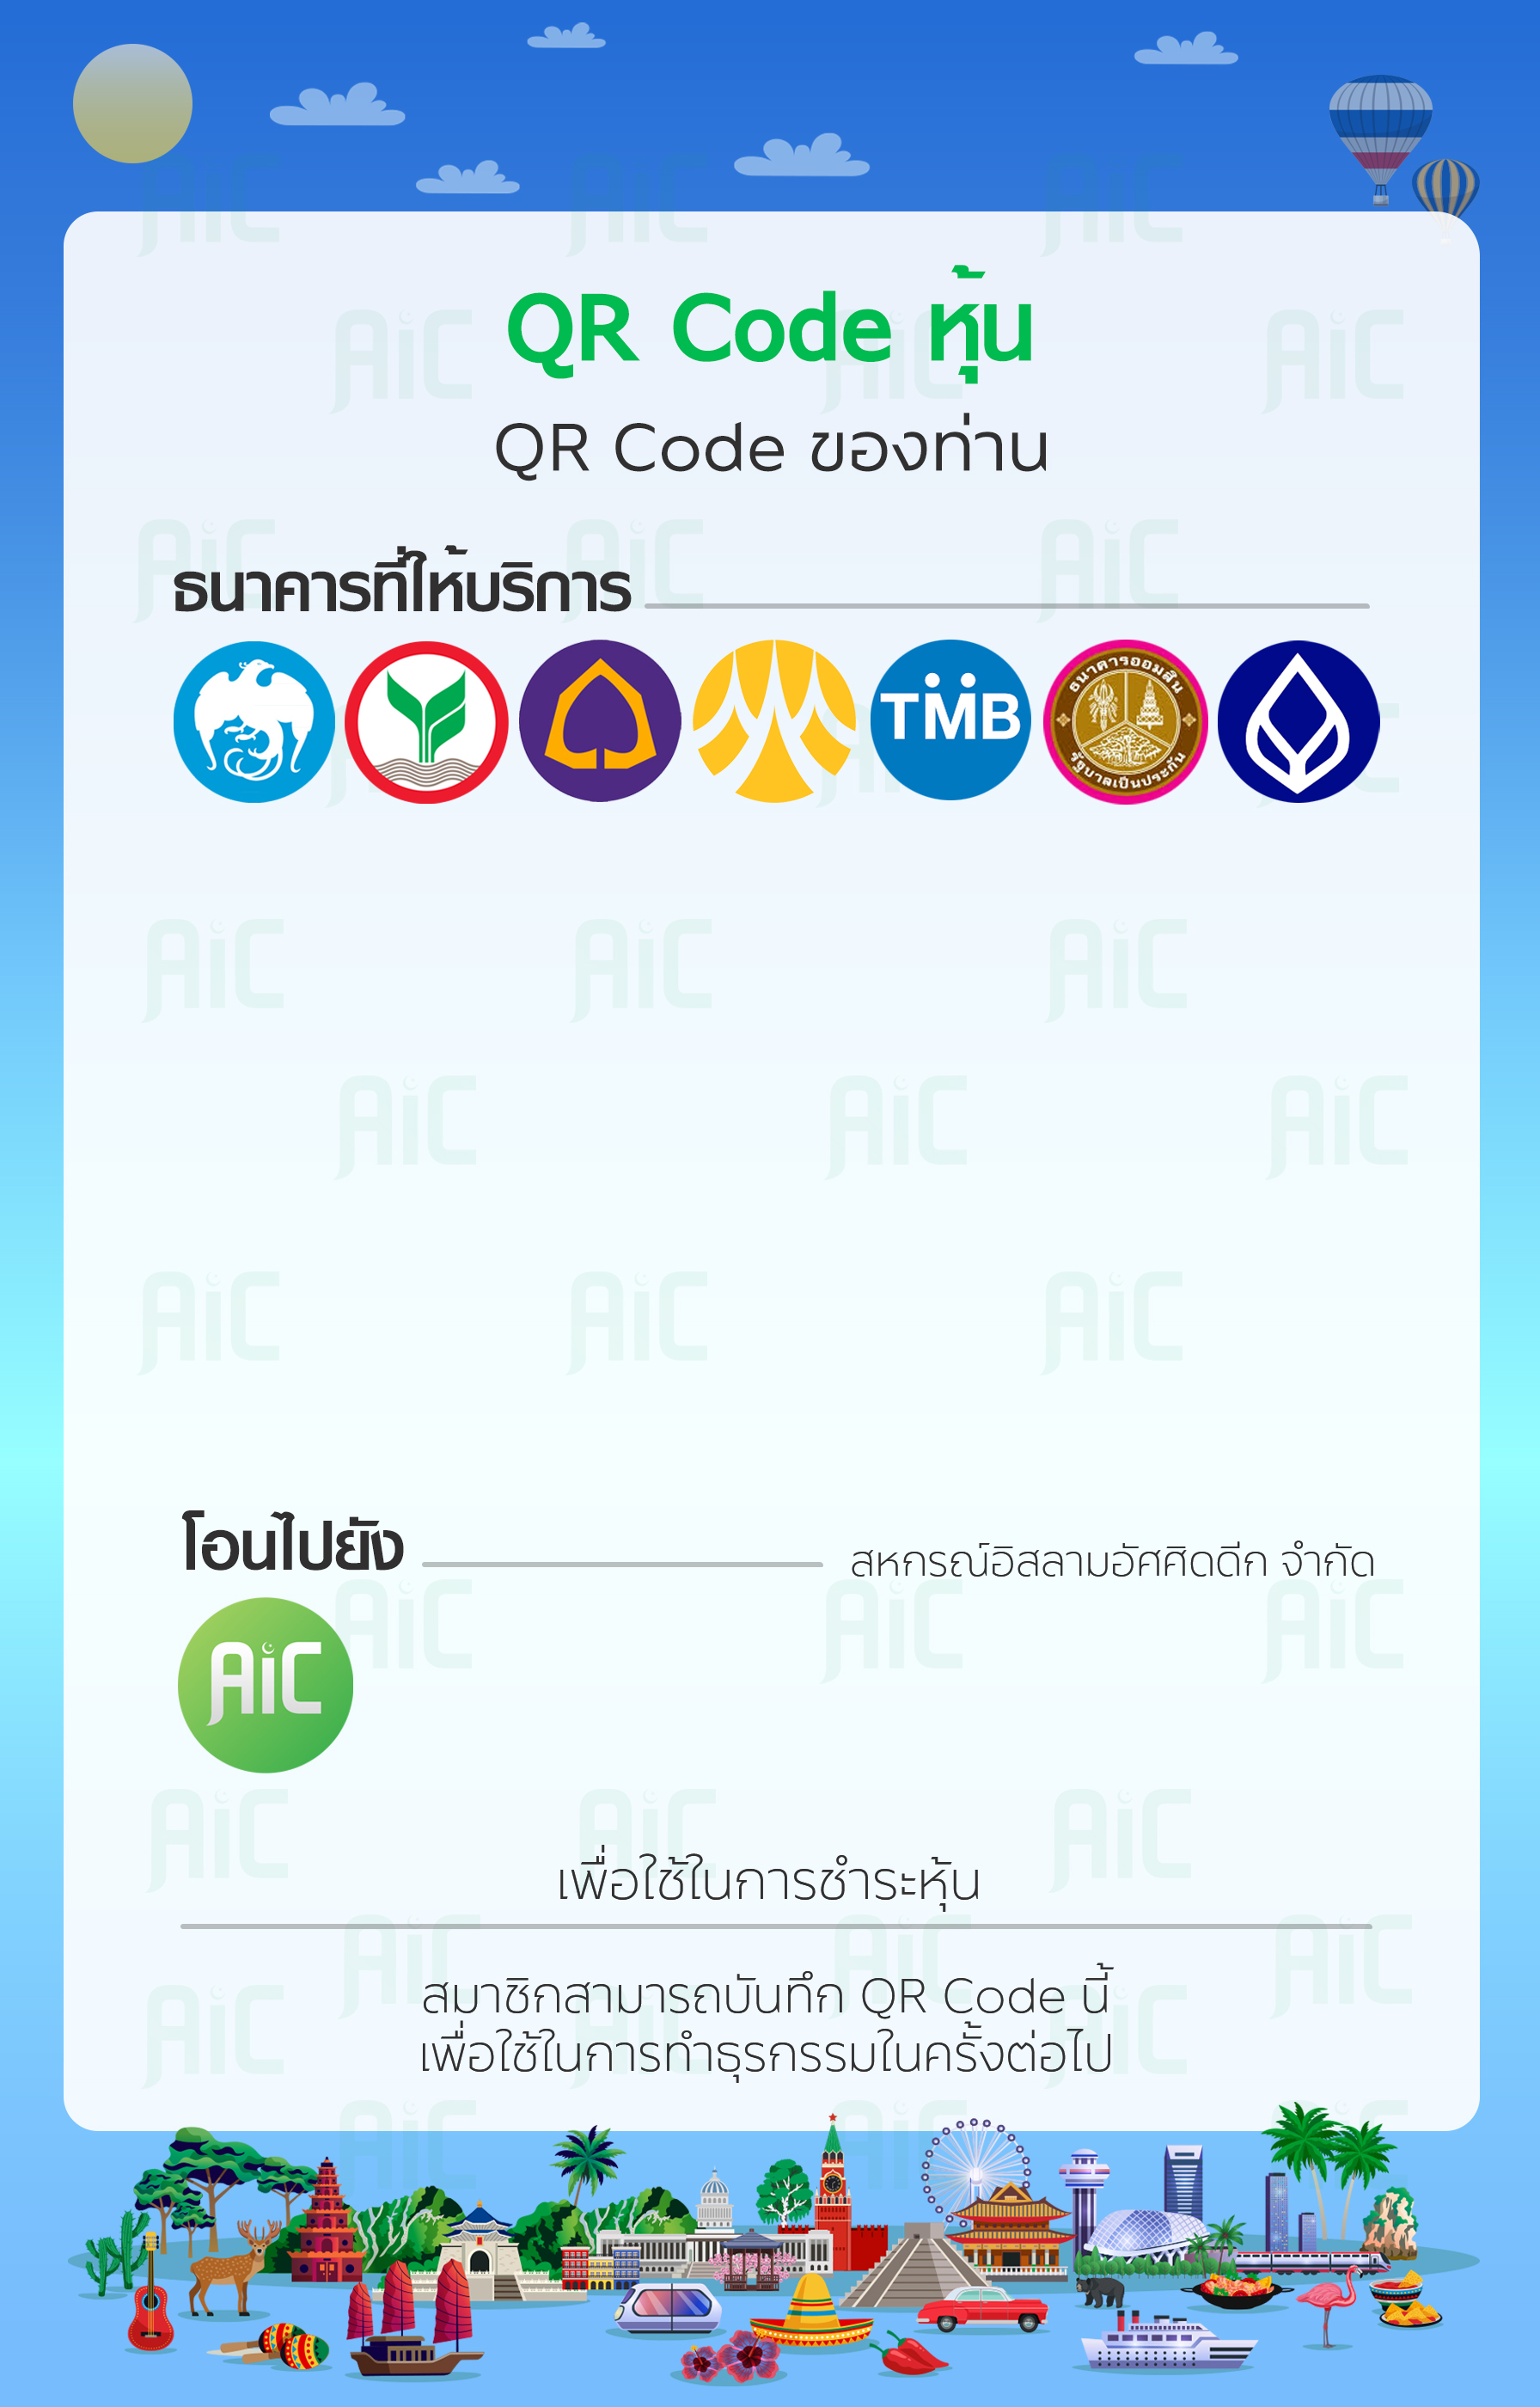 QR Code หุ้น
QR Code ของท่าน
ธนาคารที่ให้บริการ
TMB
ธนาคารออมสิน
รัฐบาลเป็นประกัน
โอนไปยัง
สหกรณ์อิสลามอัศศิดดีก จำกัด
AiC
เพื่อใช้ในการชำระหุ้น
สมาชิกสามารถบันทึก QR Code นี้
เพื่อใช้ในการทำธุรกรรมในครั้งต่อไป